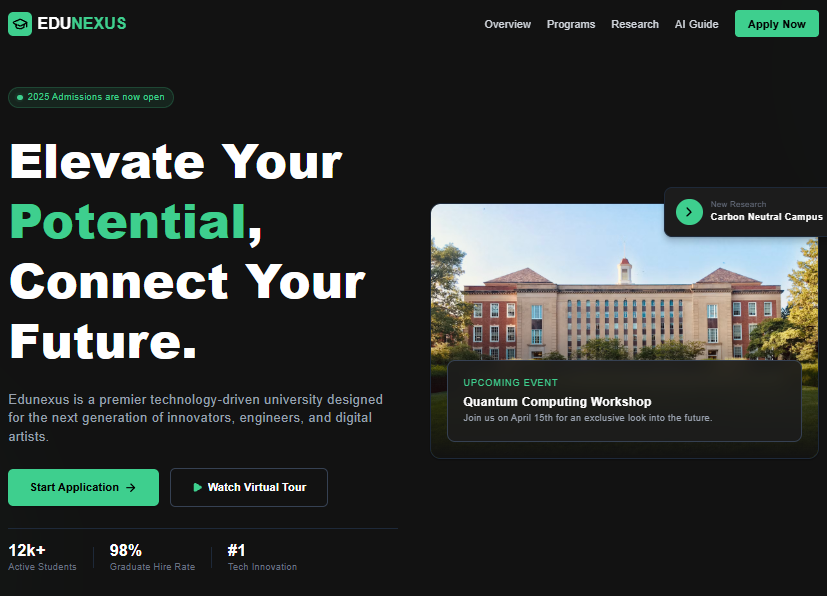 EDUNEXUS
Overview Programs Research AI Guide Apply Now
2025 Admissions are now open
Elevate Your
Potential,
Connect Your
Future.
Edunexus is a premier technology-driven university designed
for the next generation of innovators, engineers, and digital
artists.
Start Application
Watch Virtual Tour
12k+
Active Students
98%
Graduate Hire Rate
#1
Tech Innovation
New Research
Carbon Neutral Campus
UPCOMING EVENT
Quantum Computing Workshop
Join us on April 15th for an exclusive look into the future.